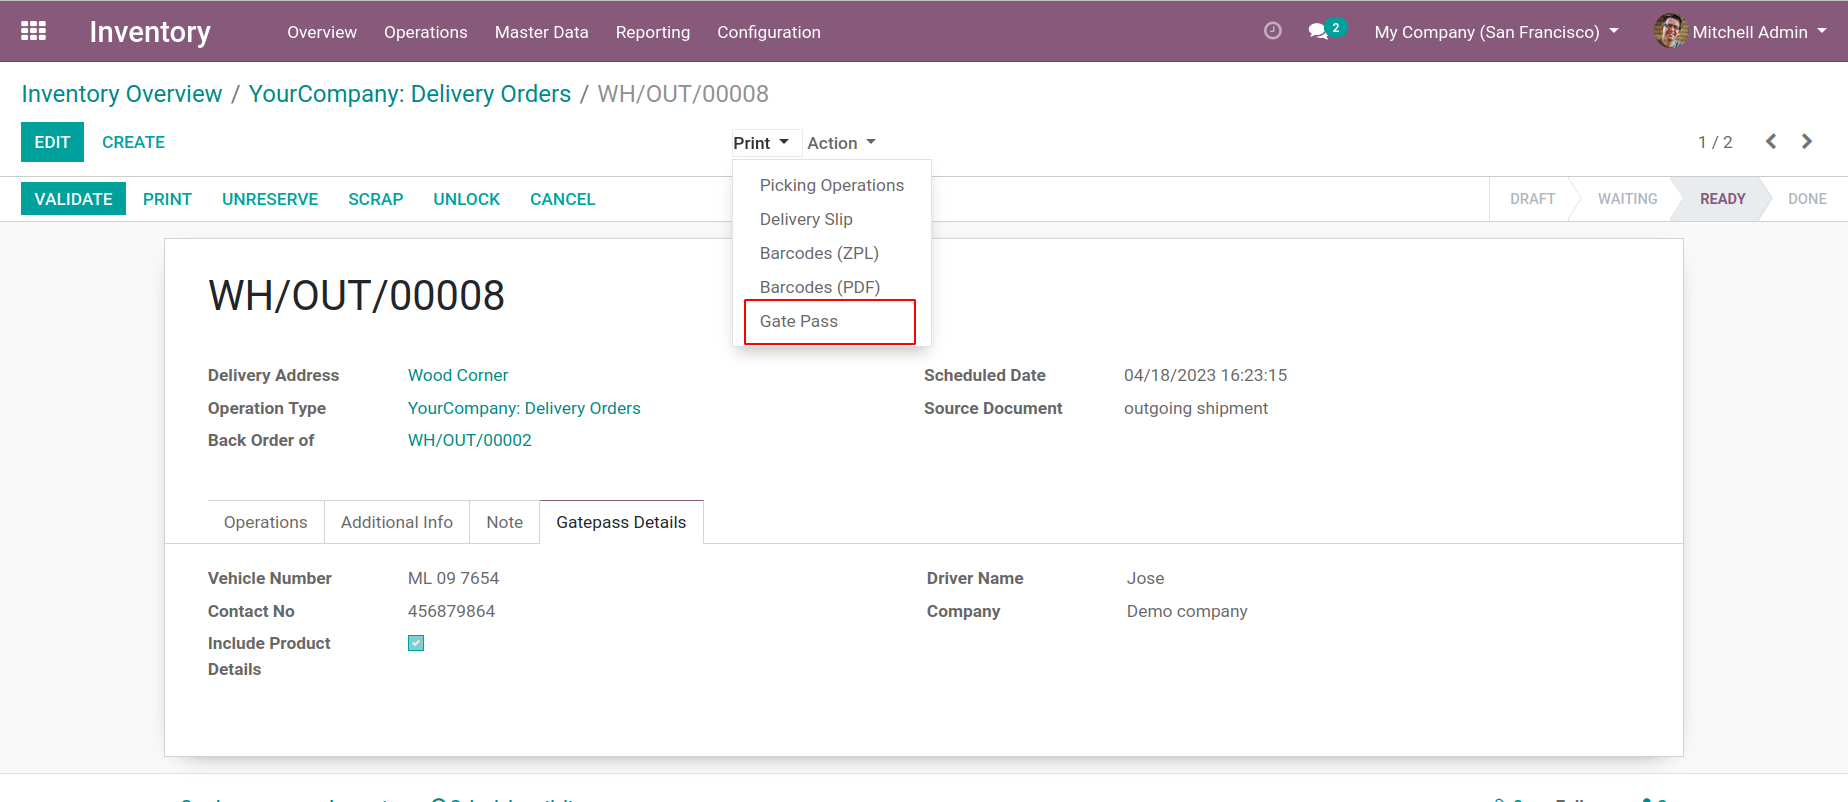 Inventory Overview Operations Master Data Reporting Configuration 2 My Company (San Francisco) Mitchell Admin
Inventory Overview / YourCompany: Delivery Orders / WH/OUT/00008
EDIT CREATE Print Action 1 / 2
VALIDATE PRINT UNRESERVE SCRAP UNLOCK CANCEL DRAFT WAITING READY DONE
Picking Operations
Delivery Slip
Barcodes (ZPL)
Barcodes (PDF)
Gate Pass
WH/OUT/00008
Delivery Address Wood Corner Scheduled Date 04/18/2023 16:23:15
Operation Type YourCompany: Delivery Orders Source Document outgoing shipment
Back Order of WH/OUT/00002
Operations Additional Info Note Gatepass Details
Vehicle Number ML 09 7654 Driver Name Jose
Contact No 456879864 Company Demo company
Include Product
Details